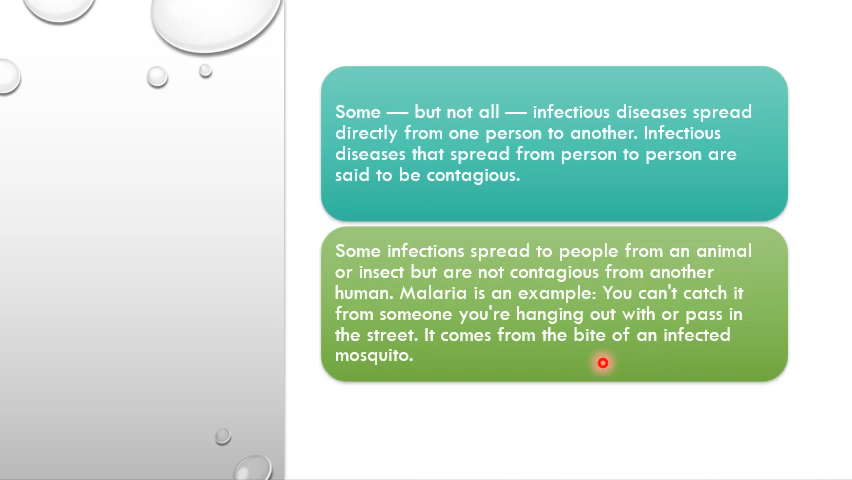 Some — but not all — infectious diseases spread
directly from one person to another. Infectious
diseases that spread from person to person are
said to be contagious.
Some infections spread to people from an animal
or insect but are not contagious from another
human. Malaria is an example: You can't catch it
from someone you're hanging out with or pass in
the street. It comes from the bite of an infected
mosquito.